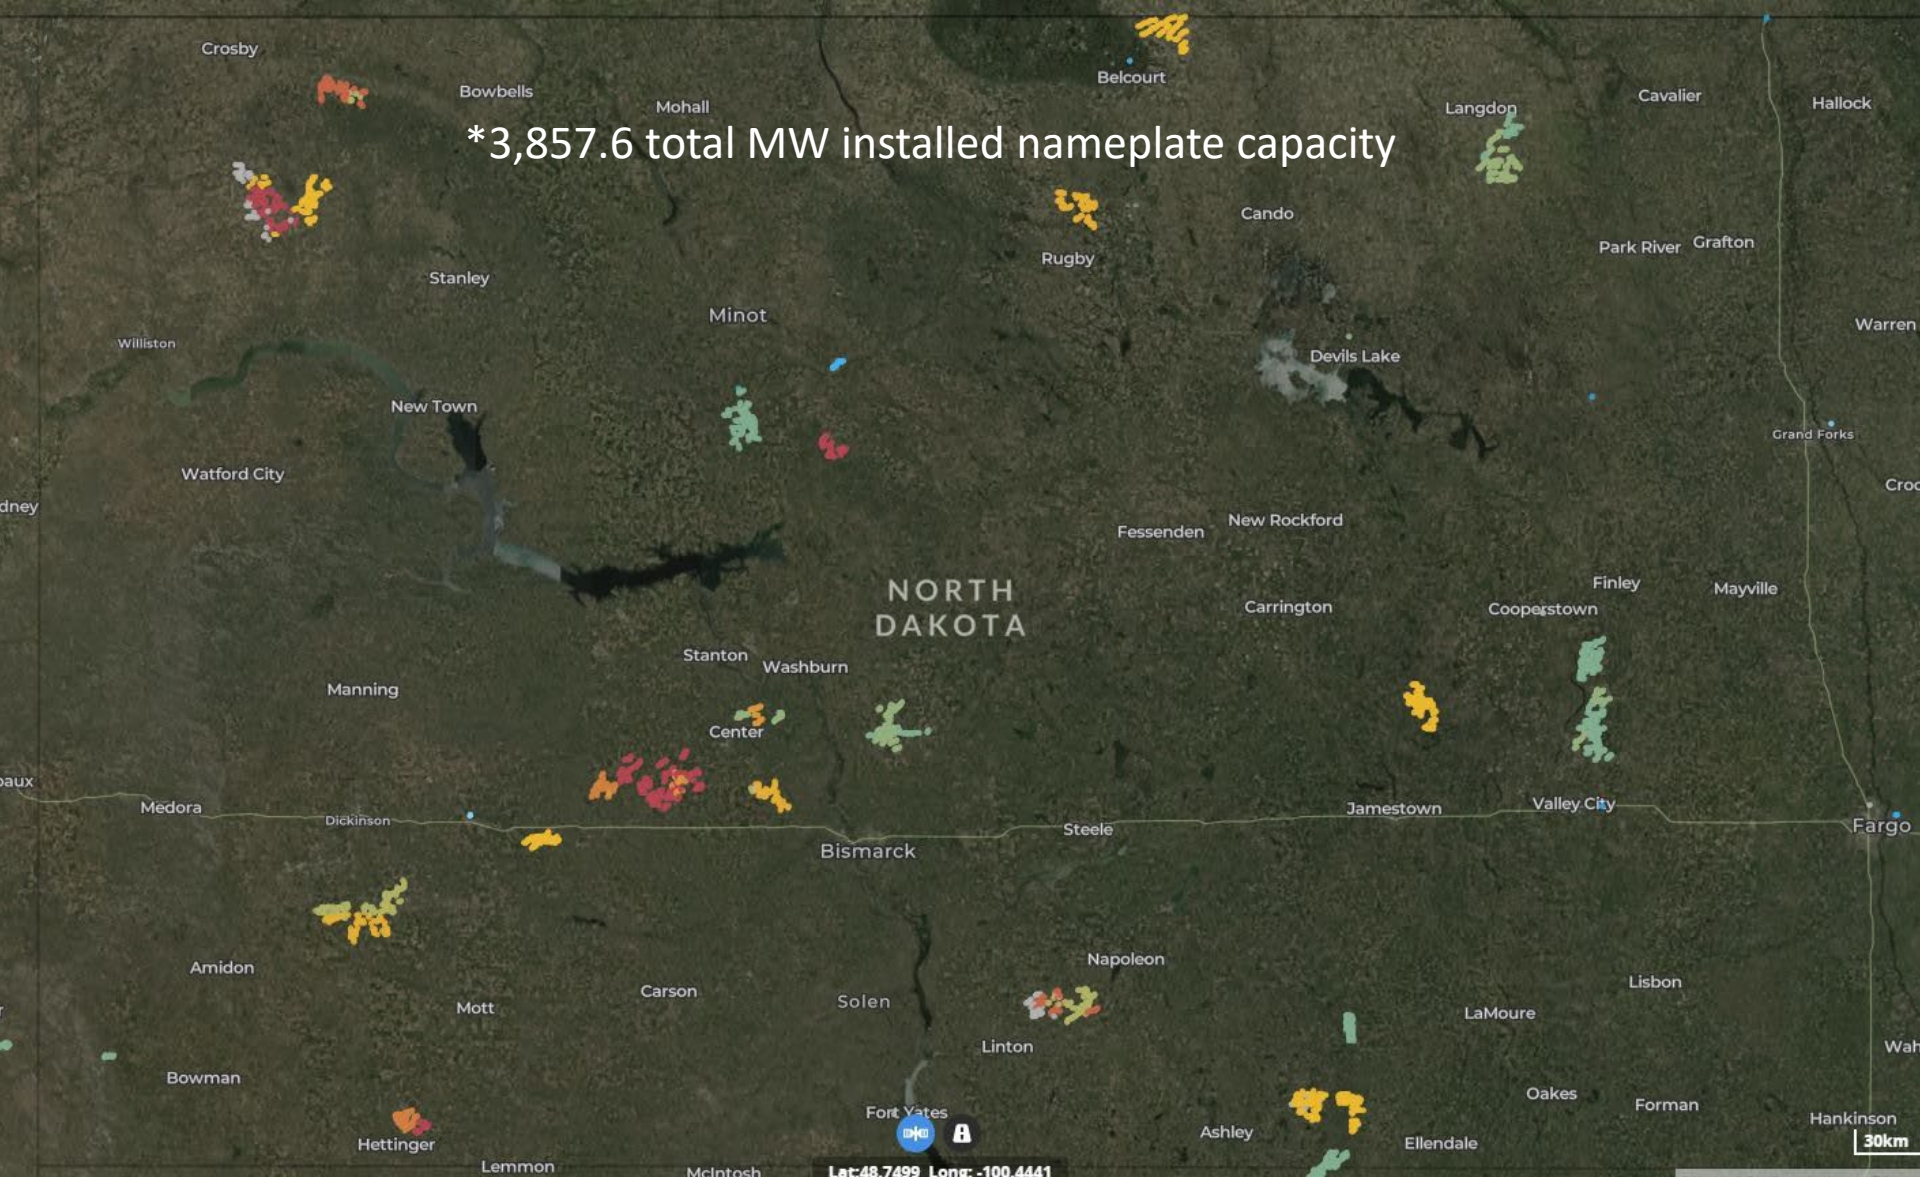 Crosby
Bowbells
Mohall
Belcourt
Langdon
Cavalier
Hallock
*3,857.6 total MW installed nameplate capacity
Cando
Rugby
Park River
Grafton
Stanley
Minot
Williston
Devils Lake
Warren
New Town
Grand Forks
Watford City
dney
Croo
Fessenden
New Rockford
NORTH
DAKOTA
Finley
Mayville
Carrington
Cooperstown
Stanton
Washburn
Manning
Center
Medora
Dickinson
Bismarck
Steele
Jamestown
Valley City
Fargo
Amidon
Napoleon
Carson
Solen
Lisbon
Mott
LaMoure
Linton
Wah
Bowman
Oakes
Forman
Fort Yates
Hankinson
Ashley
Ellendale
Hettinger
30km
Lemmon
McIntosh
Lat:48.7499 Long: -100.4441